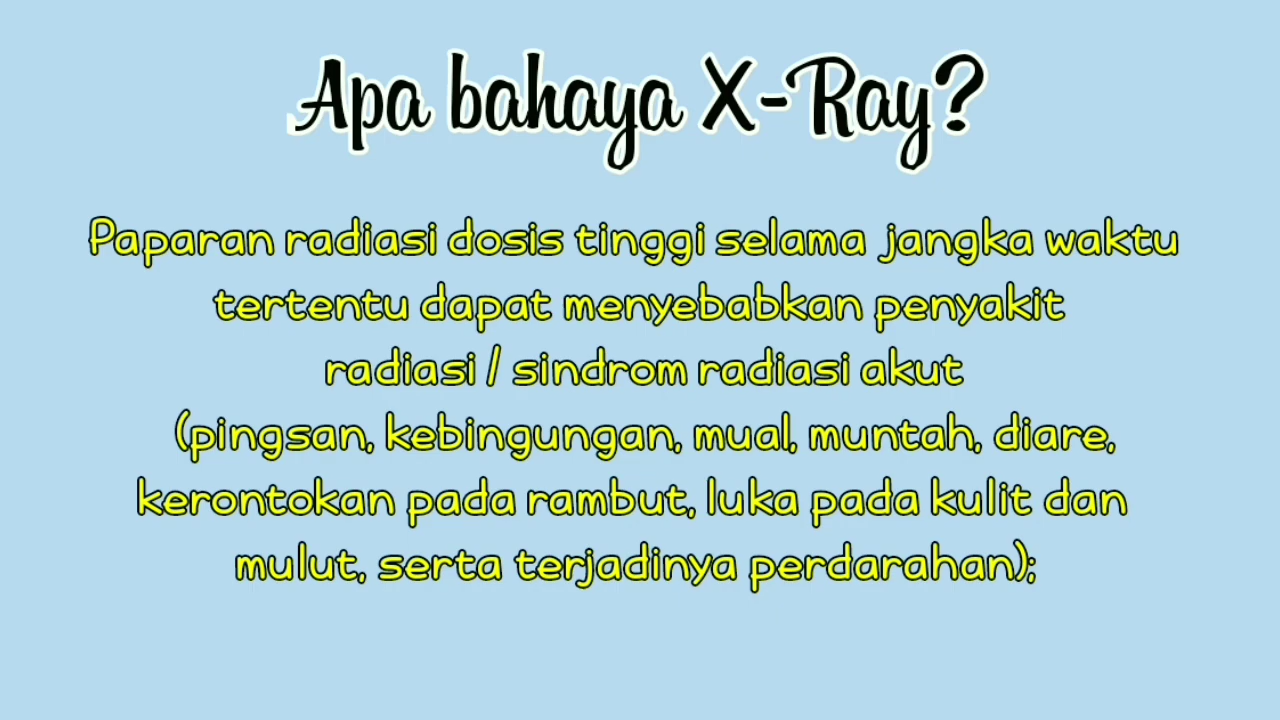 Apa bahaya X-Ray?
Paparan radiasi dosis tinggi selama jangka waktu
tertentu dapat menyebabkan penyakit
radiasi / sindrom radiasi akut
(pingsan, kebingungan, mual, muntah, diare,
kerontokan pada rambut, luka pada kulit dan
mulut, serta terjadinya perdarahan);